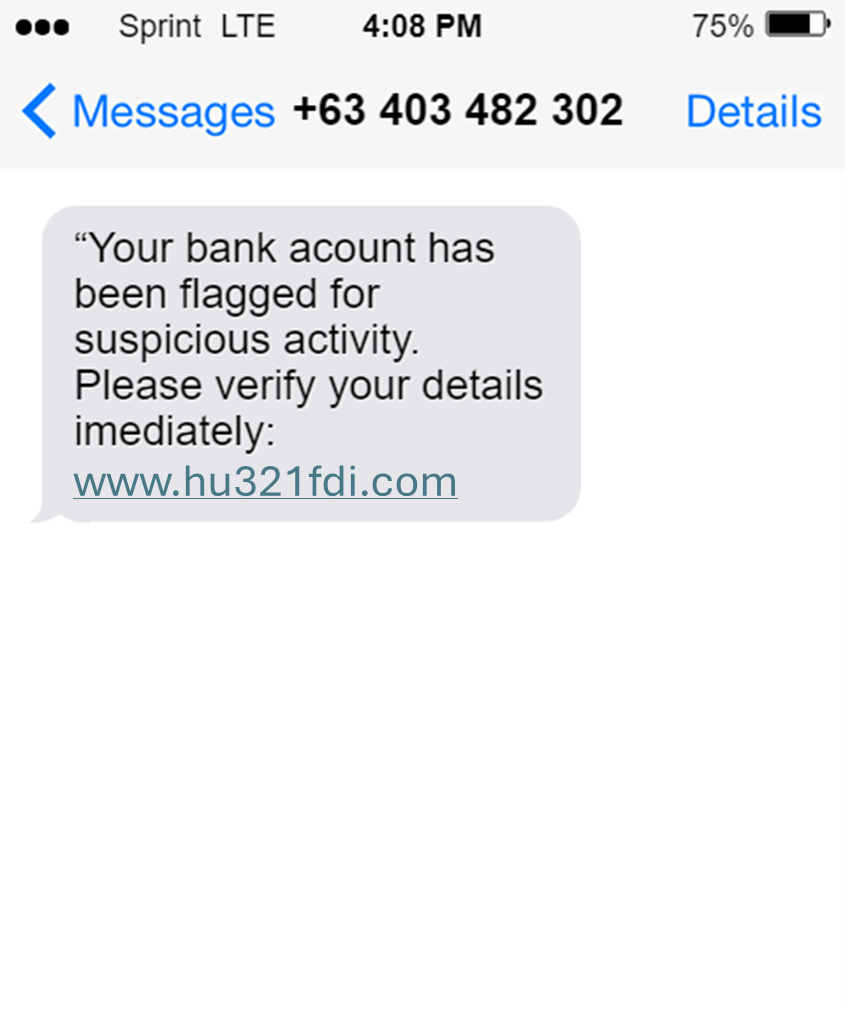 Sprint LTE 4:08 PM 75%
Messages +63 403 482 302 Details
“Your bank acount has
been flagged for
suspicious activity.
Please verify your details
imediately:
www.hu321fdi.com